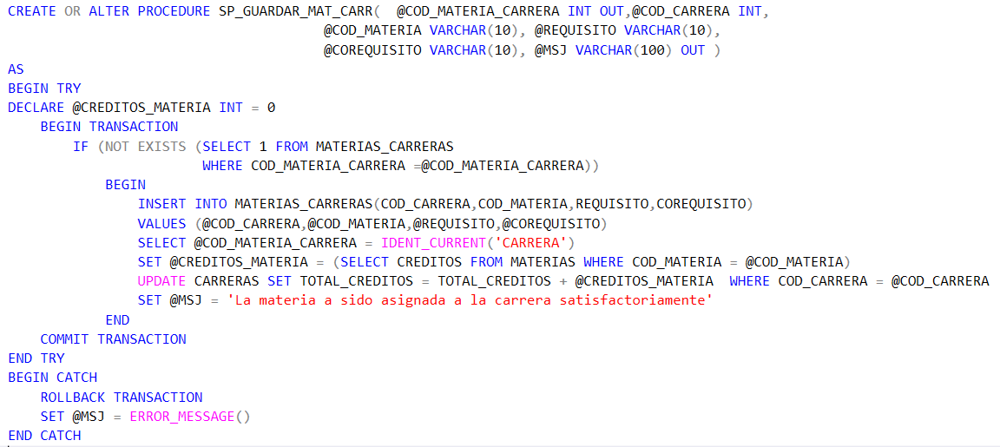 CREATE OR ALTER PROCEDURE SP_GUARDAR_MAT_CARR(  @COD_MATERIA_CARRERA INT OUT,@COD_CARRERA INT,
                                       @COD_MATERIA VARCHAR(10), @REQUISITO VARCHAR(10),
                                       @COREQUISITO VARCHAR(10), @MSJ VARCHAR(100) OUT )
AS
BEGIN TRY
DECLARE @CREDITOS_MATERIA INT = 0
    BEGIN TRANSACTION
        IF (NOT EXISTS (SELECT 1 FROM MATERIAS_CARRERAS
                        WHERE COD_MATERIA_CARRERA =@COD_MATERIA_CARRERA))
            BEGIN
                INSERT INTO MATERIAS_CARRERAS(COD_CARRERA,COD_MATERIA,REQUISITO,COREQUISITO)
                VALUES (@COD_CARRERA,@COD_MATERIA,@REQUISITO,@COREQUISITO)
                SELECT @COD_MATERIA_CARRERA = IDENT_CURRENT('CARRERA')
                SET @CREDITOS_MATERIA = (SELECT CREDITOS FROM MATERIAS WHERE COD_MATERIA = @COD_MATERIA)
                UPDATE CARRERAS SET TOTAL_CREDITOS = TOTAL_CREDITOS + @CREDITOS_MATERIA  WHERE COD_CARRERA = @COD_CARRERA
                SET @MSJ = 'La materia a sido asignada a la carrera satisfactoriamente'
            END
    COMMIT TRANSACTION
END TRY
BEGIN CATCH
    ROLLBACK TRANSACTION
    SET @MSJ = ERROR_MESSAGE()
END CATCH